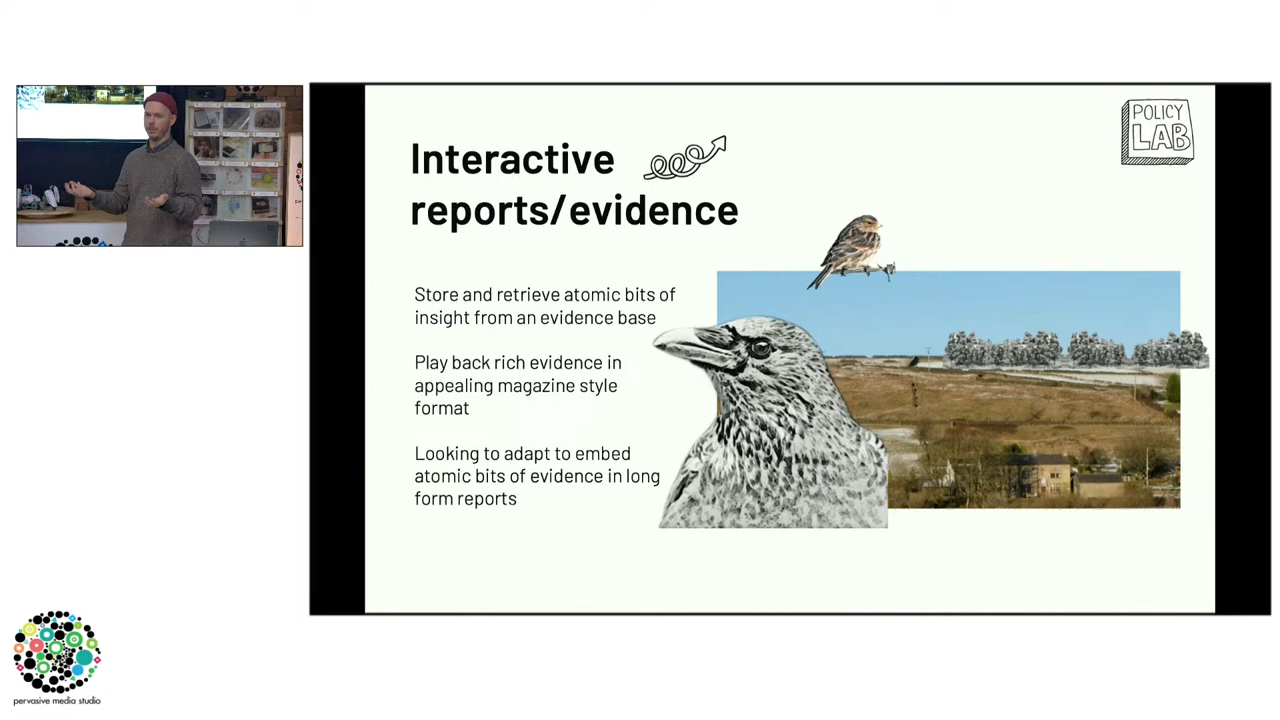 POLICY
LAB
Interactive
reports/evidence
Store and retrieve atomic bits of
insight from an evidence base
Play back rich evidence in
appealing magazine style
format
Looking to adapt to embed
atomic bits of evidence in long
form reports
pervasive media studio